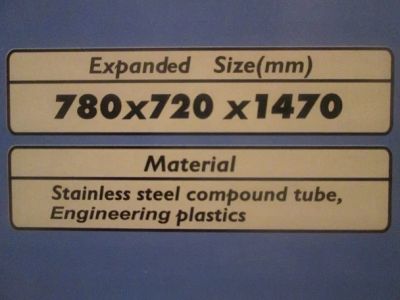 Expanded Size(mm)
780x720 x1470
Material
Stainless steel compound tube,
Engineering plastics